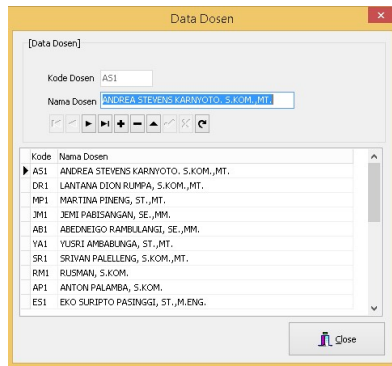 Data Dosen
[Data Dosen]
Kode Dosen AS1
Nama Dosen ANDREA STEVENS KARNYOTO. S.KOM.,MT.
Kode Nama Dosen
AS1 ANDREA STEVENS KARNYOTO. S.KOM.,MT.
DR1 LANTANA DION RUMPA, S.KOM.,MT.
MP1 MARTINA PINENG, ST.,MT.
JM1 JEMI PABISANGAN, SE.,MM.
AB1 ABEDNEIGO RAMBULANGI, SE.,MM.
YA1 YUSRI AMBABUNGA, ST.,MT.
SR1 SRIVAN PALELLENG, S.KOM.,MT.
RM1 RUSMAN, S.KOM.
AP1 ANTON PALAMBA, S.KOM.
ES1 EKO SURIPTO PASINGGI, ST.,M.ENG.
Close